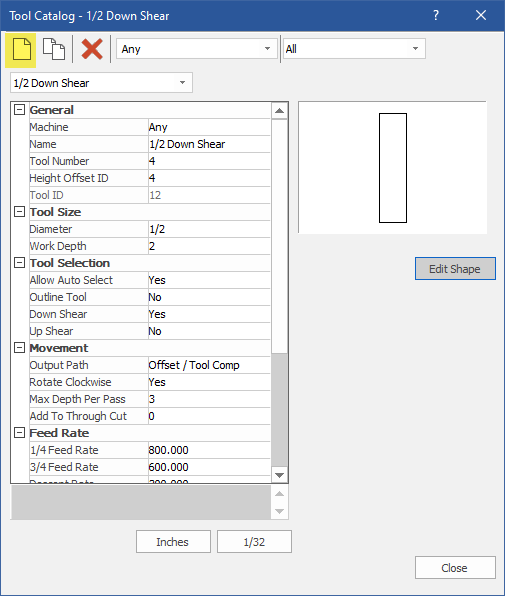 Tool Catalog - 1/2 Down Shear
Any
All
1/2 Down Shear
General
Machine Any
Name 1/2 Down Shear
Tool Number 4
Height Offset ID 4
Tool ID 12
Tool Size
Diameter 1/2
Work Depth 2
Tool Selection
Allow Auto Select Yes
Outline Tool No
Down Shear Yes
Up Shear No
Movement
Output Path Offset / Tool Comp
Rotate Clockwise Yes
Max Depth Per Pass 3
Add To Through Cut 0
Feed Rate
1/4 Feed Rate 800.000
3/4 Feed Rate 600.000
Descent Rate 200.000
Edit Shape
Inches
1/32
Close